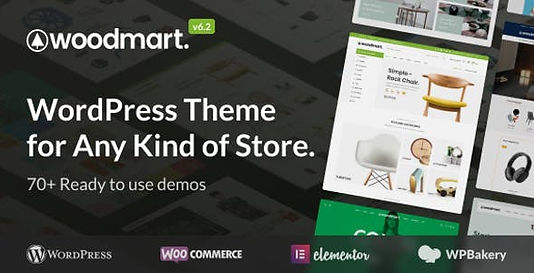 woodmart.
v6.2
WordPress Theme
for Any Kind of Store.
70+ Ready to use demos
Simple -
Rock Chair.
WORDPRESS
WOO COMMERCE
elementor
WPBakery